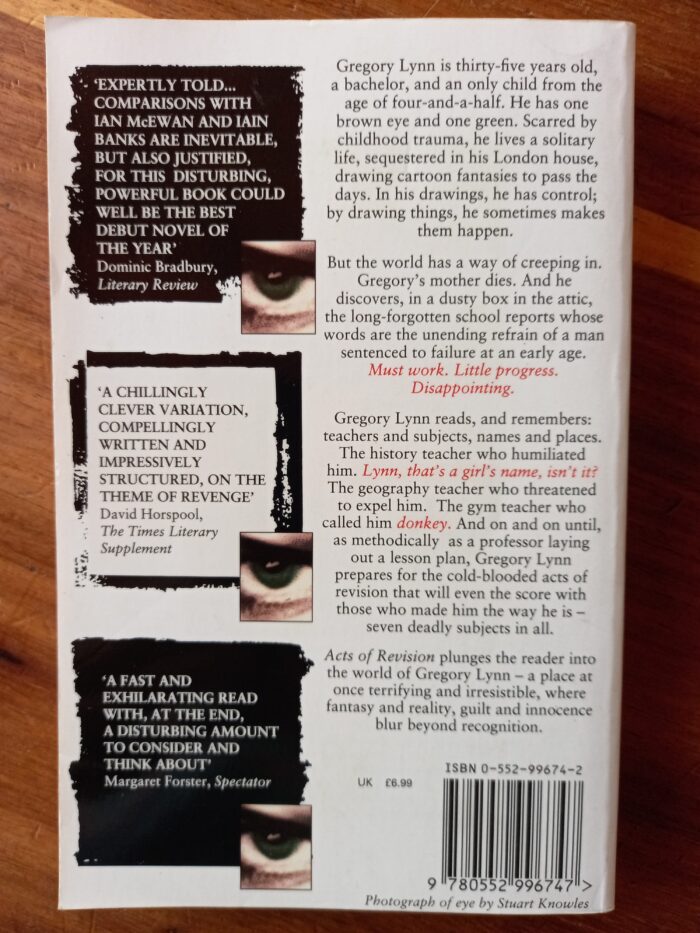 ‘EXPERTLY TOLD...
COMPARISONS WITH
IAN McEWAN AND IAIN
BANKS ARE INEVITABLE,
BUT ALSO JUSTIFIED,
FOR THIS DISTURBING,
POWERFUL BOOK COULD
WELL BE THE BEST
DEBUT NOVEL OF
THE YEAR’
Dominic Bradbury,
Literary Review
‘A CHILLINGLY
CLEVER VARIATION,
COMPELLINGLY
WRITTEN AND
IMPRESSIVELY
STRUCTURED, ON THE
THEME OF REVENGE’
David Horspool,
The Times Literary
Supplement
‘A FAST AND
EXHILARATING READ
WITH, AT THE END,
A DISTURBING AMOUNT
TO CONSIDER AND
THINK ABOUT’
Margaret Forster, Spectator
Gregory Lynn is thirty-five years old,
a bachelor, and an only child from the
age of four-and-a-half. He has one
brown eye and one green. Scarred by
childhood trauma, he lives a solitary
life, sequestered in his London house,
drawing cartoon fantasies to pass the
days. In his drawings, he has control;
by drawing things, he sometimes makes
them happen.
But the world has a way of creeping in.
Gregory's mother dies. And he
discovers, in a dusty box in the attic,
the long-forgotten school reports whose
words are the unending refrain of a man
sentenced to failure at an early age.
Must work. Little progress.
Disappointing.
Gregory Lynn reads, and remembers:
teachers and subjects, names and places.
The history teacher who humiliated
him. Lynn, that's a girl's name, isn't it?
The geography teacher who threatened
to expel him. The gym teacher who
called him donkey. And on and on until,
as methodically as a professor laying
out a lesson plan, Gregory Lynn
prepares for the cold-blooded acts of
revision that will even the score with
those who made him the way he is –
seven deadly subjects in all.
Acts of Revision plunges the reader into
the world of Gregory Lynn – a place at
once terrifying and irresistible, where
fantasy and reality, guilt and innocence
blur beyond recognition.
UK £6.99
ISBN 0-552-99674-2
9 780552 996747 >
Photograph of eye by Stuart Knowles